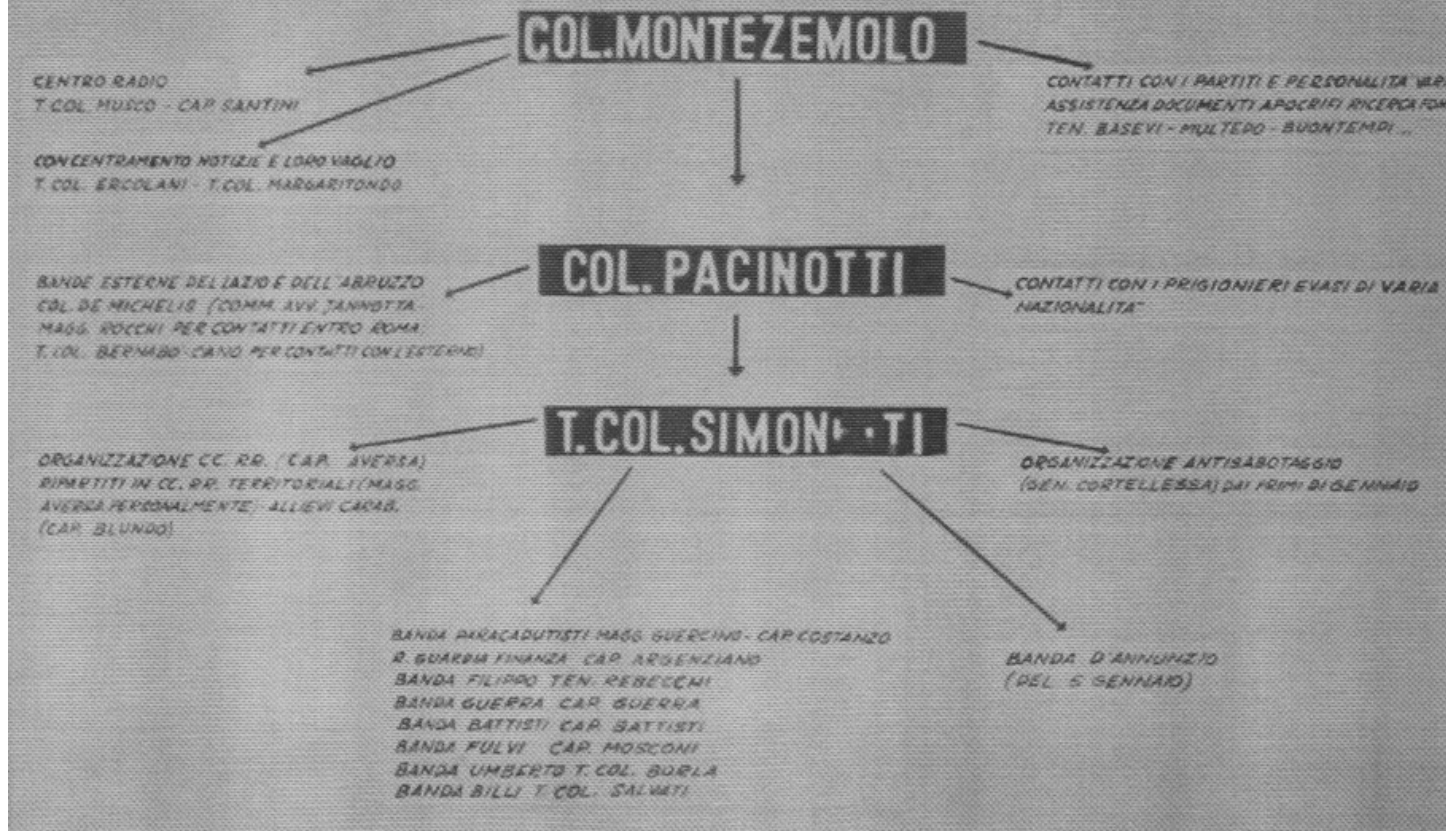 COL. MONTEZEMOLO
CENTRO RADIO
T. COL. MUSCO - CAP. SANTINI
CONCENTRAMENTO NOTIZIE E LORO VAGLIO
T. COL. ERCOLANI - T. COL. MARGARITONDO
CONTATTI CON I PARTITI E PERSONALITA' VARI
ASSISTENZA DOCUMENTI APOCRIFI RICERCA
TEN. BASEVI - MULTEDO - BUONTEMPI...
COL. PACINOTTI
BANDE ESTERNE DEL LAZIO E DELL'ABRUZZO
COL. DE MICHELIS (COMM. AVV. JANNOTTA -
MAGG. ROCCHI PER CONTATTI ENTRO ROMA
T. COL. BERNABO'-CANO PER CONTATTI CON L'ESTERNO)
CONTATTI CON I PRIGIONIERI EVASI DI VARIA
NAZIONALITA'
T. COL. SIMON TI
ORGANIZZAZIONE CC. RR. (CAP. AVERSA)
RIPARTITI IN CC. RR. TERRITORIALI (MAGG.
AVERSA PERSONALMENTE) - ALLIEVI CARAB.
(CAP. BLUNDO)
ORGANIZZAZIONE ANTISABOTAGGIO
(GEN. CORTELLESSA) DAI PRIMI DI GENNAIO
BANDA PARACADUTISTI MAGG. GUERCINO - CAP. COSTANZO
R. GUARDIA FINANZA CAP. ARGENZIANO
BANDA FILIPPO TEN. REBECCHI
BANDA GUERRA CAP. GUERRA
BANDA BATTISTI CAP. BATTISTI
BANDA FULVI CAP. MOSCONI
BANDA UMBERTO T. COL. BURLA
BANDA BILLI T. COL. SALVATI
BANDA D'ANNUNZIO
(DEL 5 GENNAIO)